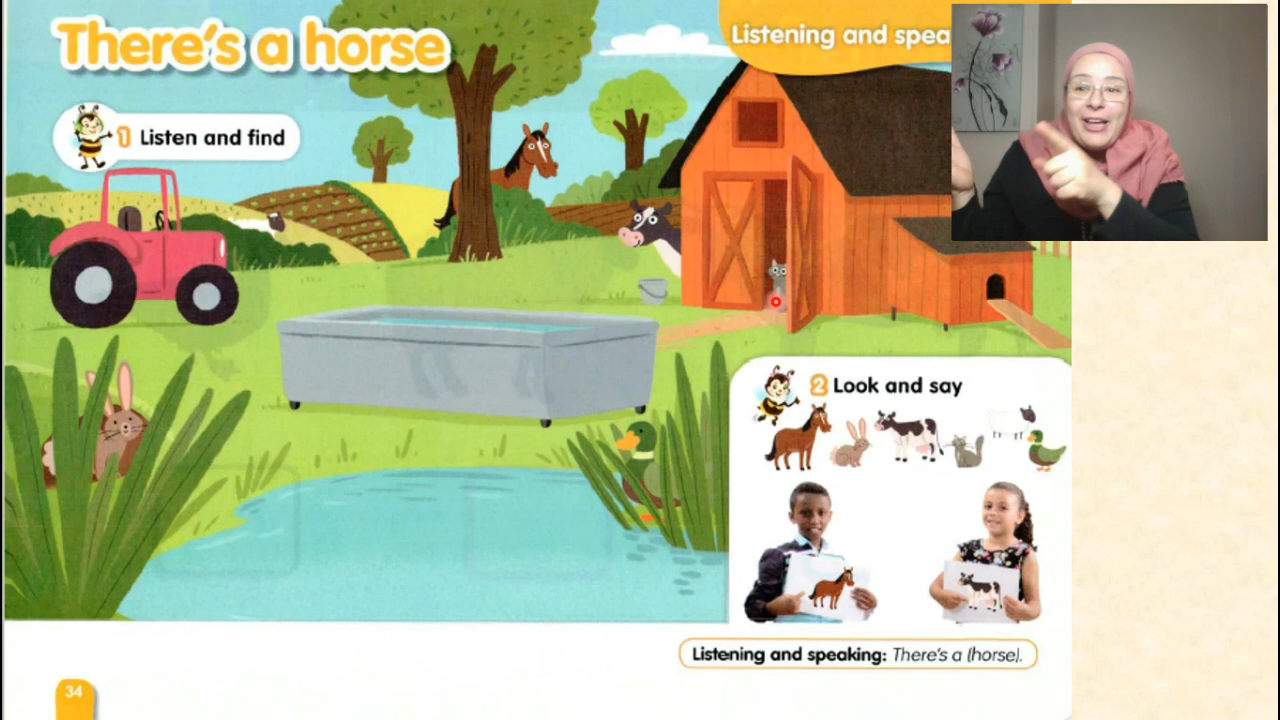 There's a horse
Listening and spea
1 Listen and find
2 Look and say
Listening and speaking: There's a (horse).
34